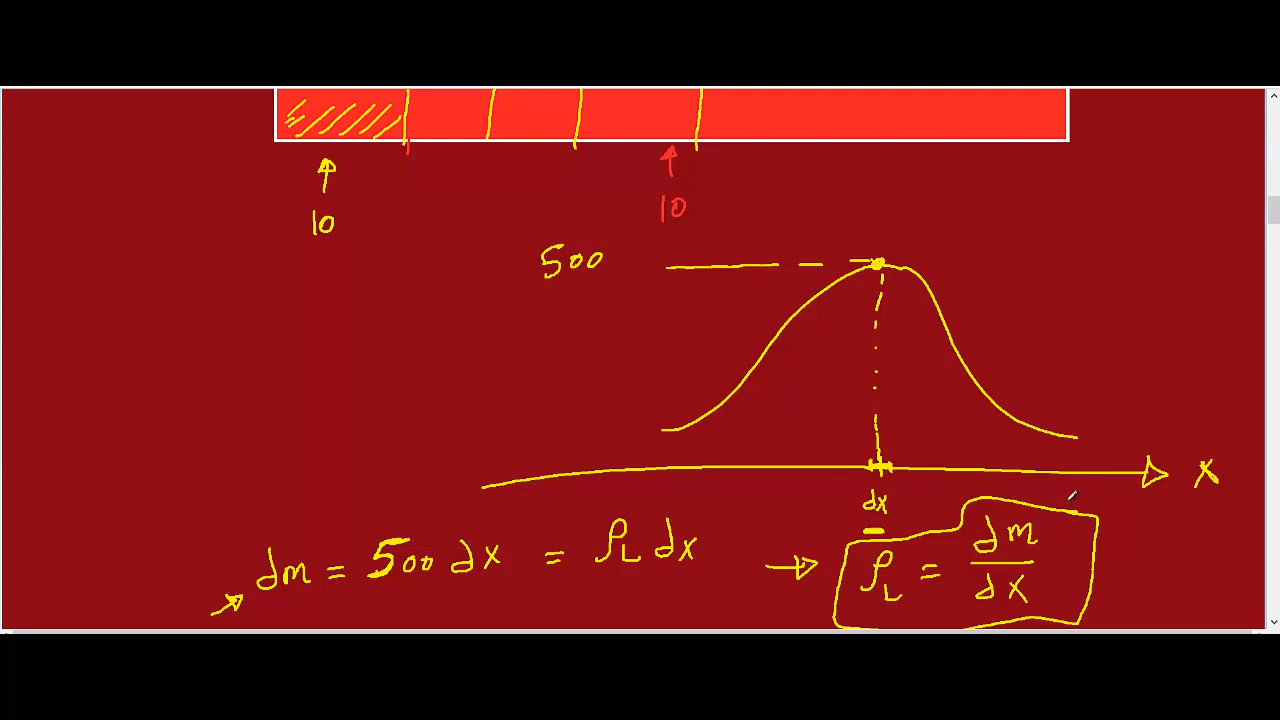 10
10
500
x
dx
dm = 500 dx = ρL dx → ρL = dm/dx